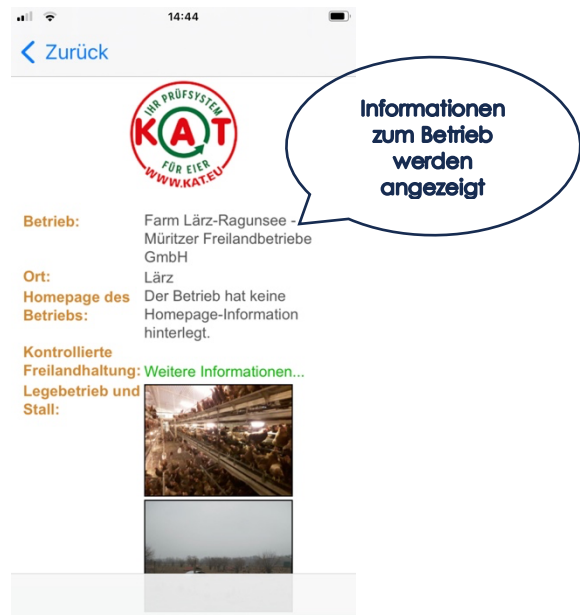 14:44
Zurück
IHR PRÜFSYSTEM
KAT
FÜR EIER
WWW.KAT.EU
Informationen
zum Betrieb
werden
angezeigt
Betrieb: Farm Lärz-Ragunsee -
Müritzer Freilandbetriebe
GmbH
Ort: Lärz
Homepage des Der Betrieb hat keine
Betriebs: Homepage-Information
hinterlegt.
Kontrollierte
Freilandhaltung: Weitere Informationen...
Legebetrieb und
Stall: